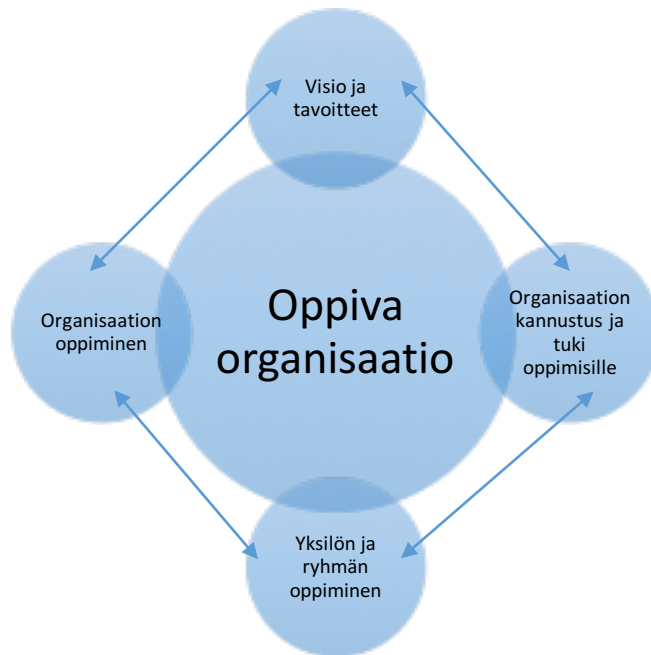 Visio ja
tavoitteet
Organisaation
oppiminen
Oppiva
organisaatio
Organisaation
kannustus ja
tuki
oppimisille
Yksilön ja
ryhmän
oppiminen